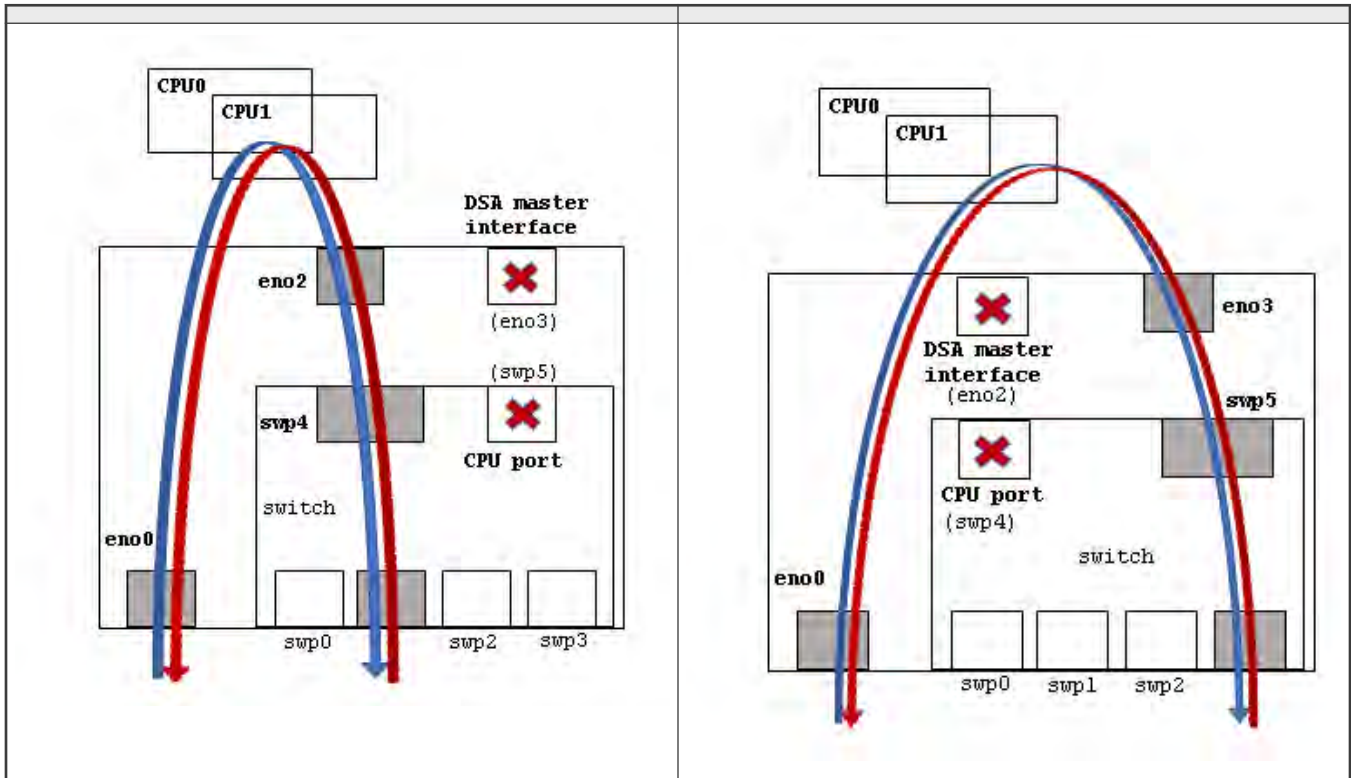 CPU0
CPU1
DSA master
interface
eno2
(eno3)
(swp5)
swp4
CPU port
switch
eno0
swp0
swp2
swp3
CPU0
CPU1
eno3
DSA master
interface
(eno2)
swp5
CPU port
(swp4)
switch
eno0
swp0
swp1
swp2